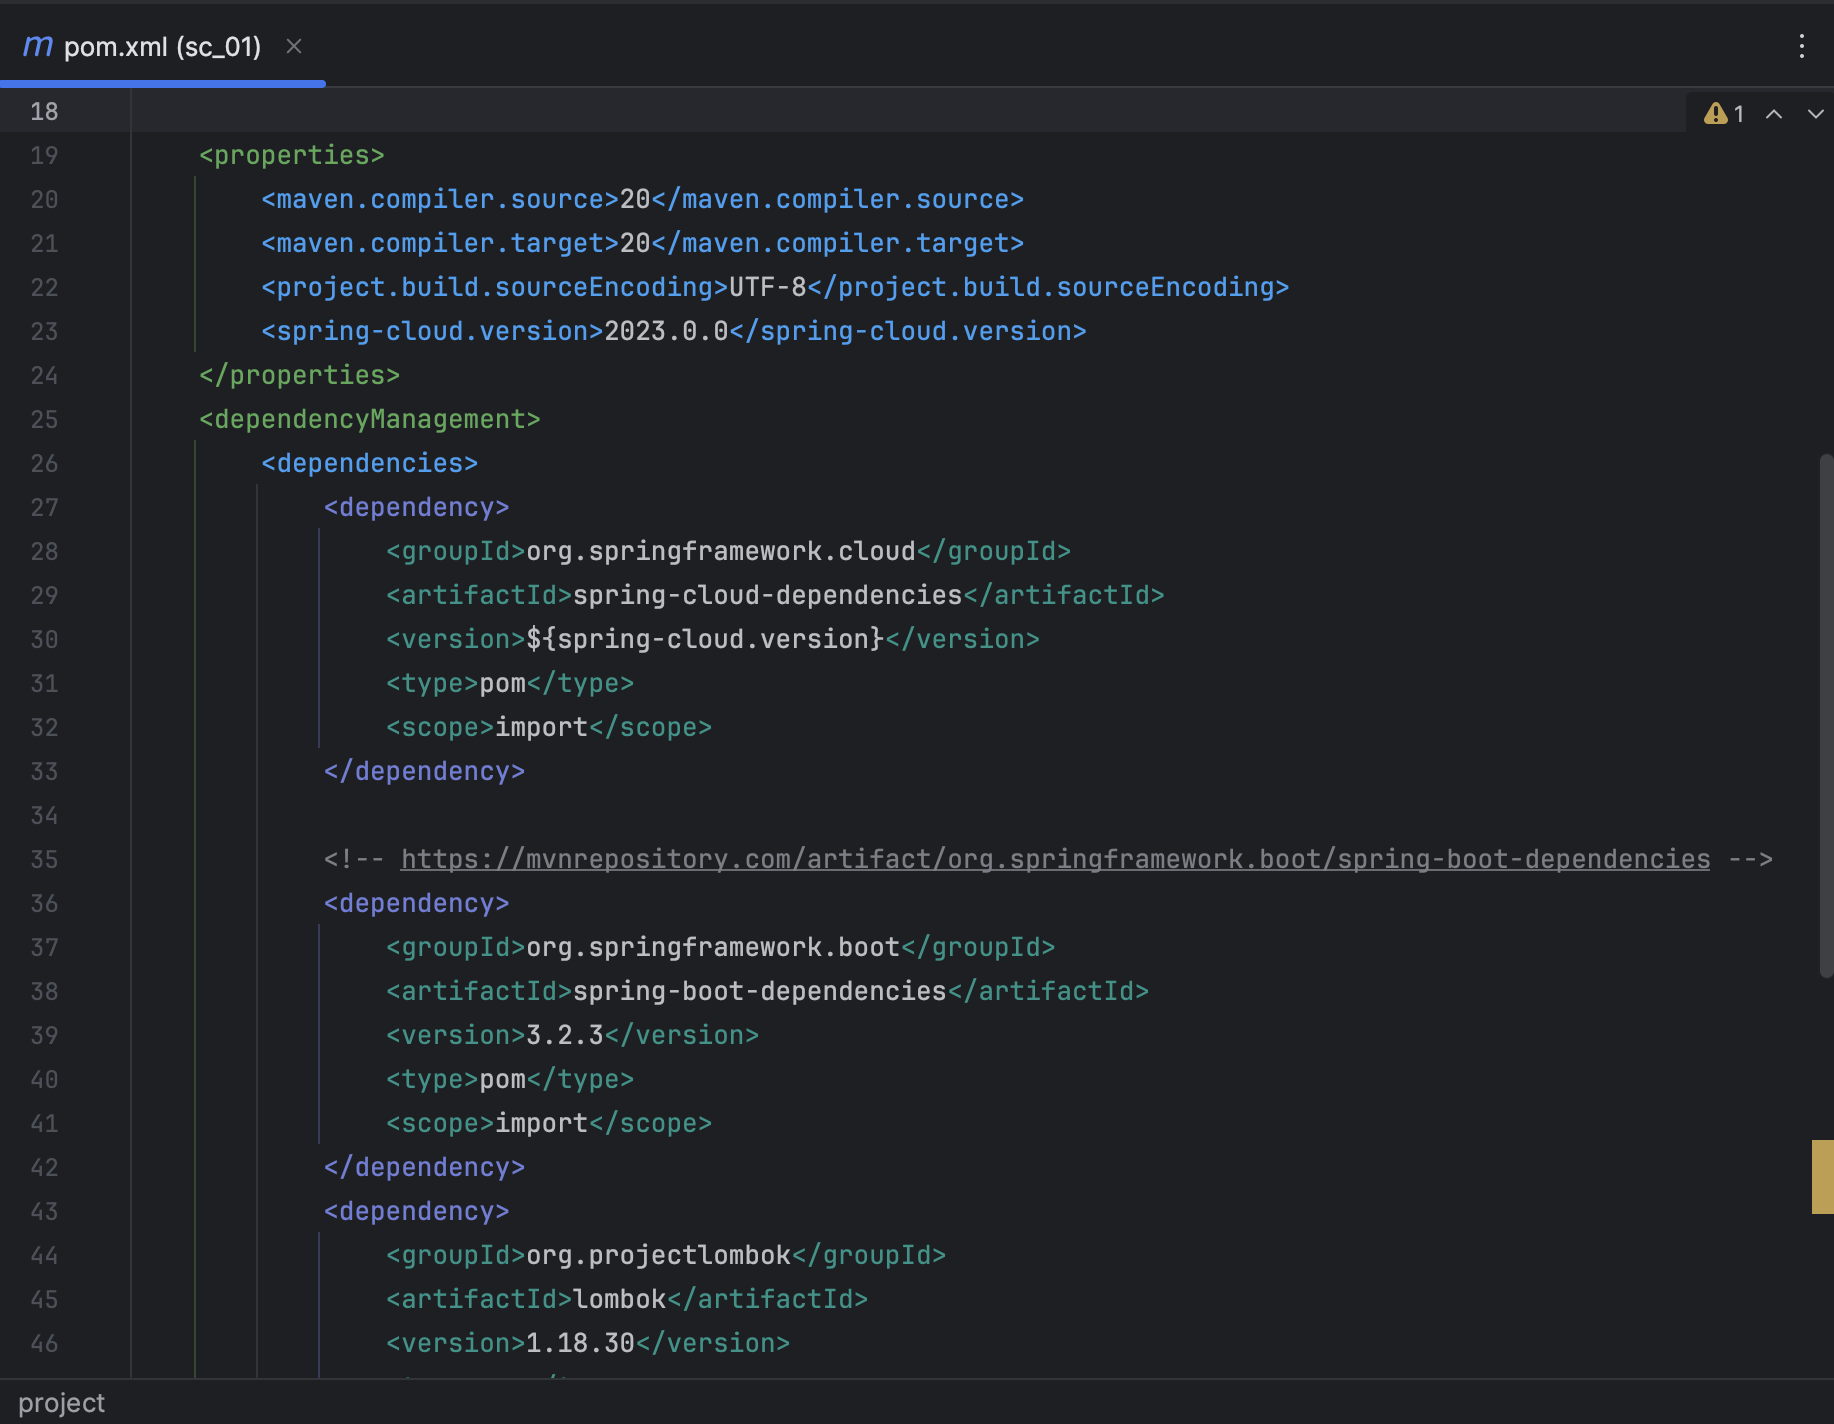 m pom.xml (sc_01)
18
1
19 <properties>
20 <maven.compiler.source>20</maven.compiler.source>
21 <maven.compiler.target>20</maven.compiler.target>
22 <project.build.sourceEncoding>UTF-8</project.build.sourceEncoding>
23 <spring-cloud.version>2023.0.0</spring-cloud.version>
24 </properties>
25 <dependencyManagement>
26 <dependencies>
27 <dependency>
28 <groupId>org.springframework.cloud</groupId>
29 <artifactId>spring-cloud-dependencies</artifactId>
30 <version>${spring-cloud.version}</version>
31 <type>pom</type>
32 <scope>import</scope>
33 </dependency>
34
35 <!-- https://mvnrepository.com/artifact/org.springframework.boot/spring-boot-dependencies -->
36 <dependency>
37 <groupId>org.springframework.boot</groupId>
38 <artifactId>spring-boot-dependencies</artifactId>
39 <version>3.2.3</version>
40 <type>pom</type>
41 <scope>import</scope>
42 </dependency>
43 <dependency>
44 <groupId>org.projectlombok</groupId>
45 <artifactId>lombok</artifactId>
46 <version>1.18.30</version>
project